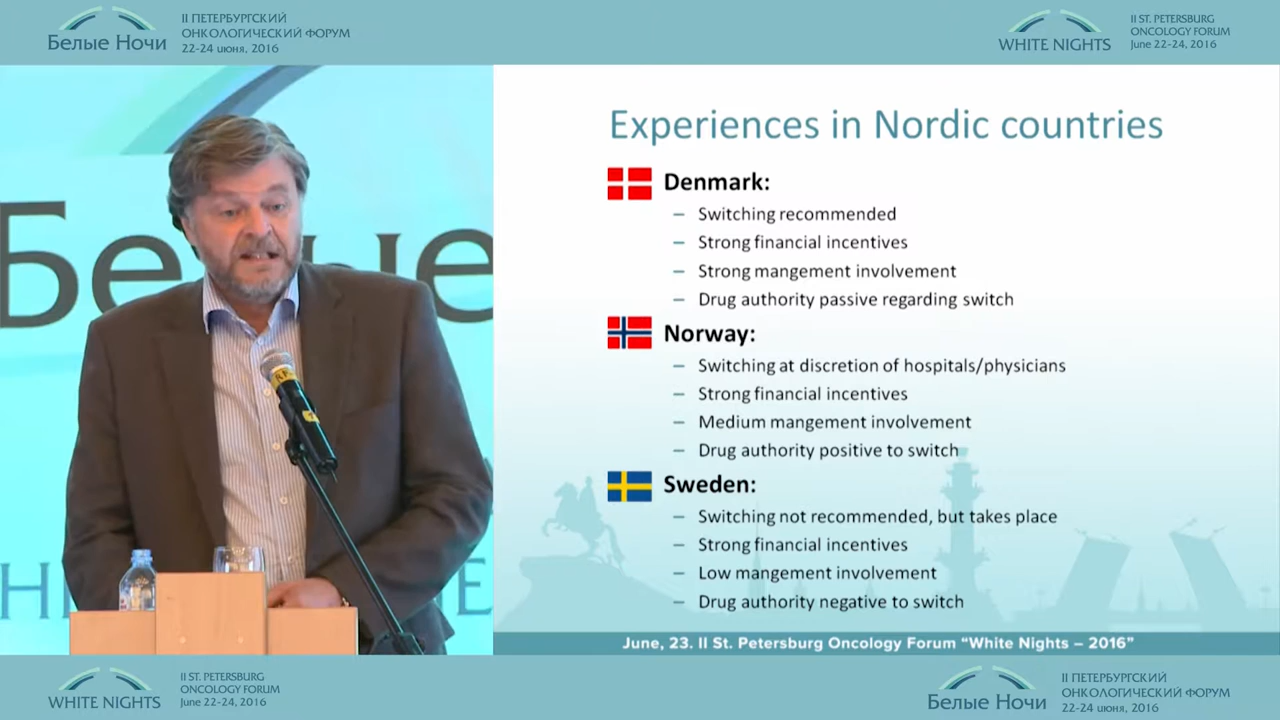 Белые Ночи
II ПЕТЕРБУРГСКИЙ
ОНКОЛОГИЧЕСКИЙ ФОРУМ
22-24 июня, 2016
WHITE NIGHTS
II ST. PETERSBURG
ONCOLOGY FORUM
June 22-24, 2016
Белые
Experiences in Nordic countries
Denmark:
– Switching recommended
– Strong financial incentives
– Strong mangement involvement
– Drug authority passive regarding switch
Norway:
– Switching at discretion of hospitals/physicians
– Strong financial incentives
– Medium mangement involvement
– Drug authority positive to switch
Sweden:
– Switching not recommended, but takes place
– Strong financial incentives
– Low mangement involvement
– Drug authority negative to switch
June, 23. II St. Petersburg Oncology Forum “White Nights – 2016”
WHITE NIGHTS
II ST. PETERSBURG
ONCOLOGY FORUM
June 22-24, 2016
Белые Ночи
II ПЕТЕРБУРГСКИЙ
ОНКОЛОГИЧЕСКИЙ ФОРУМ
22-24 июня, 2016